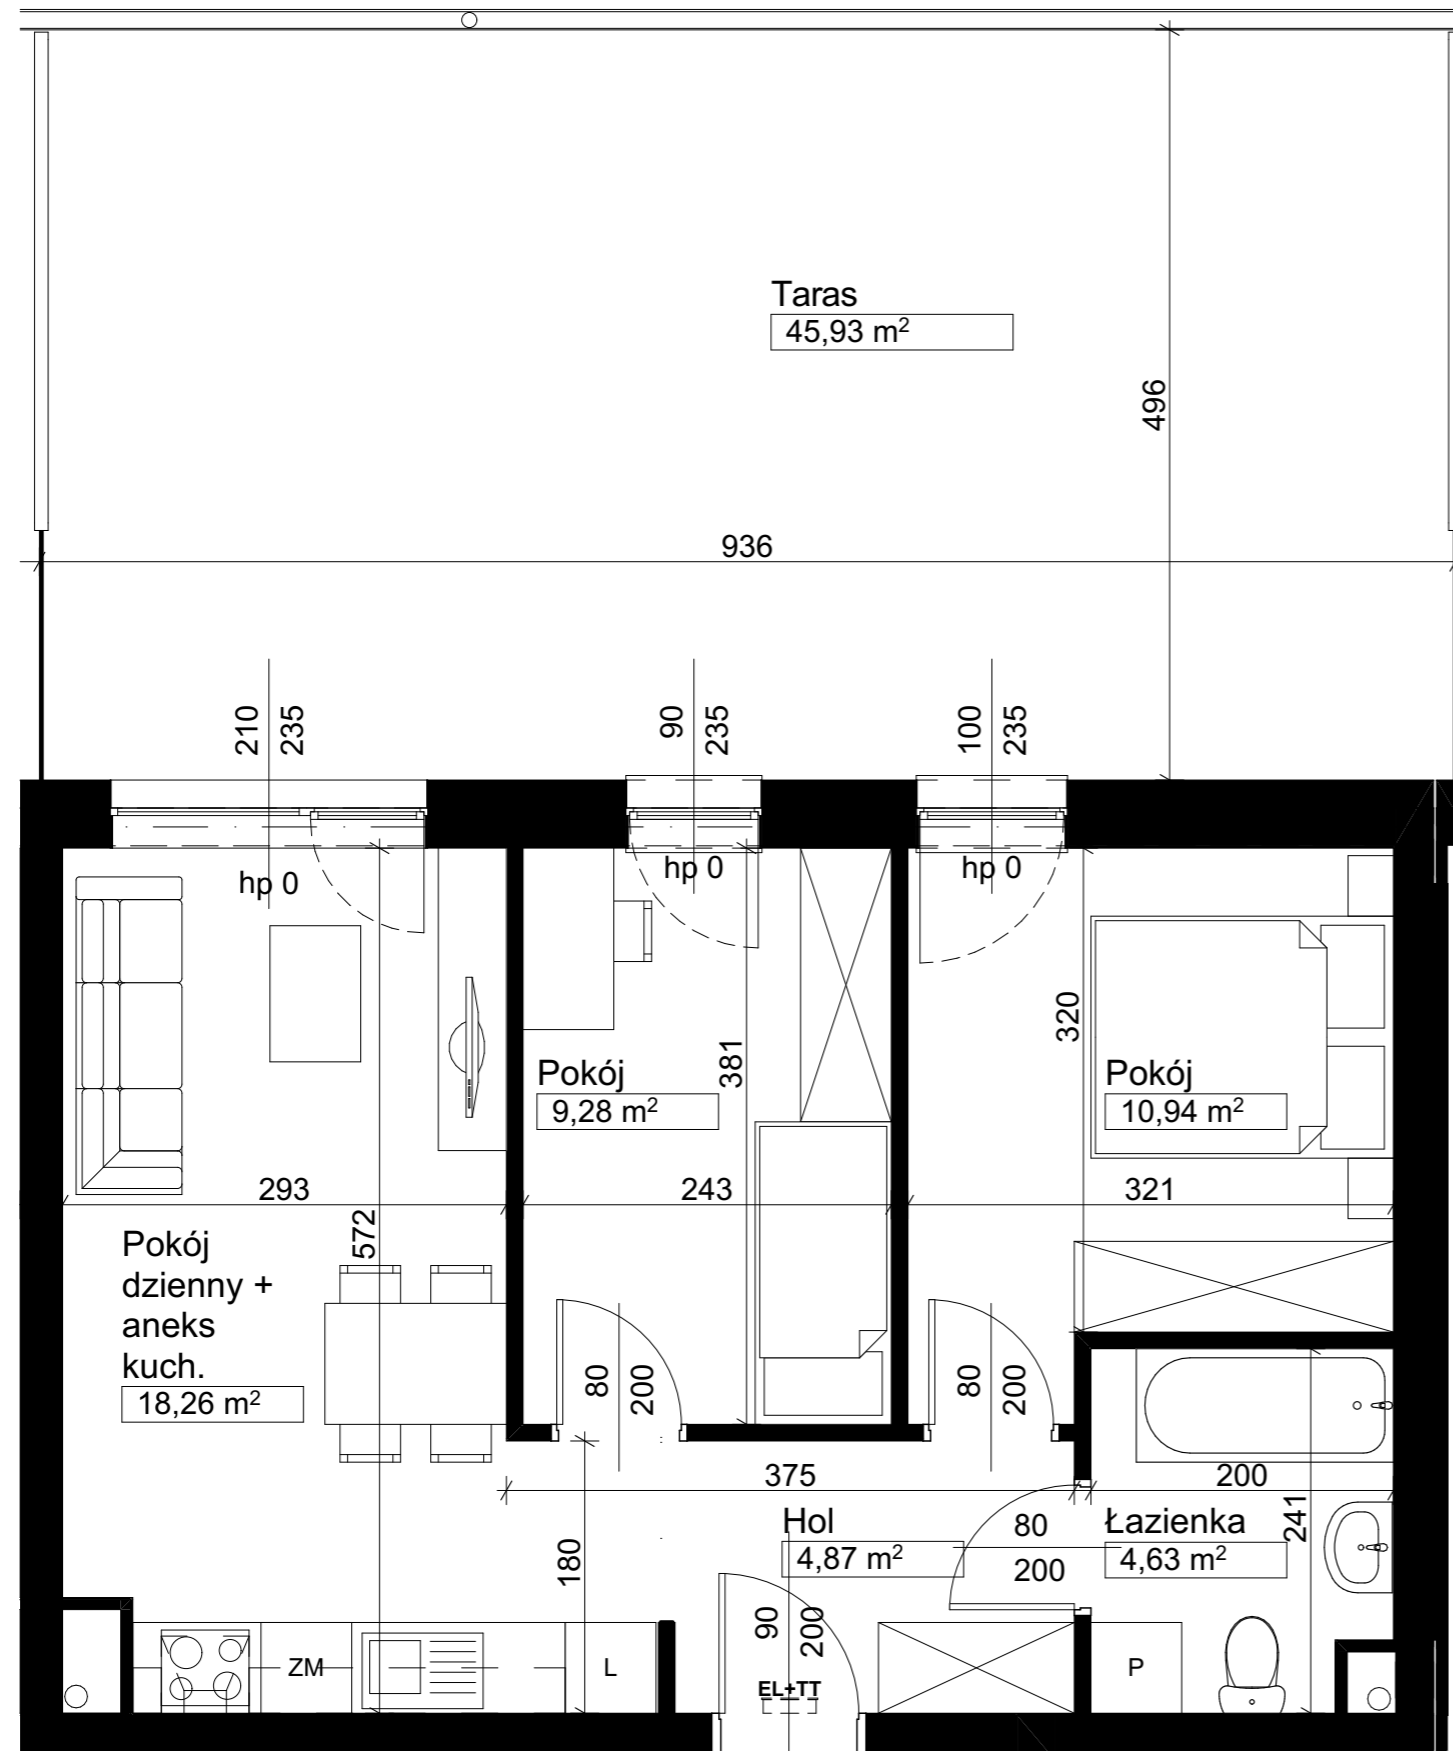 Taras
45,93 m²
496
936
210
235
90
235
100
235
hp 0
hp 0
hp 0
320
381
Pokój
9,28 m²
Pokój
10,94 m²
293
243
321
572
Pokój
dzienny +
aneks
kuch.
18,26 m²
80
200
80
200
375
200
241
Hol
4,87 m²
80
200
Łazienka
4,63 m²
180
90
200
ZM
L
EL+TT
P